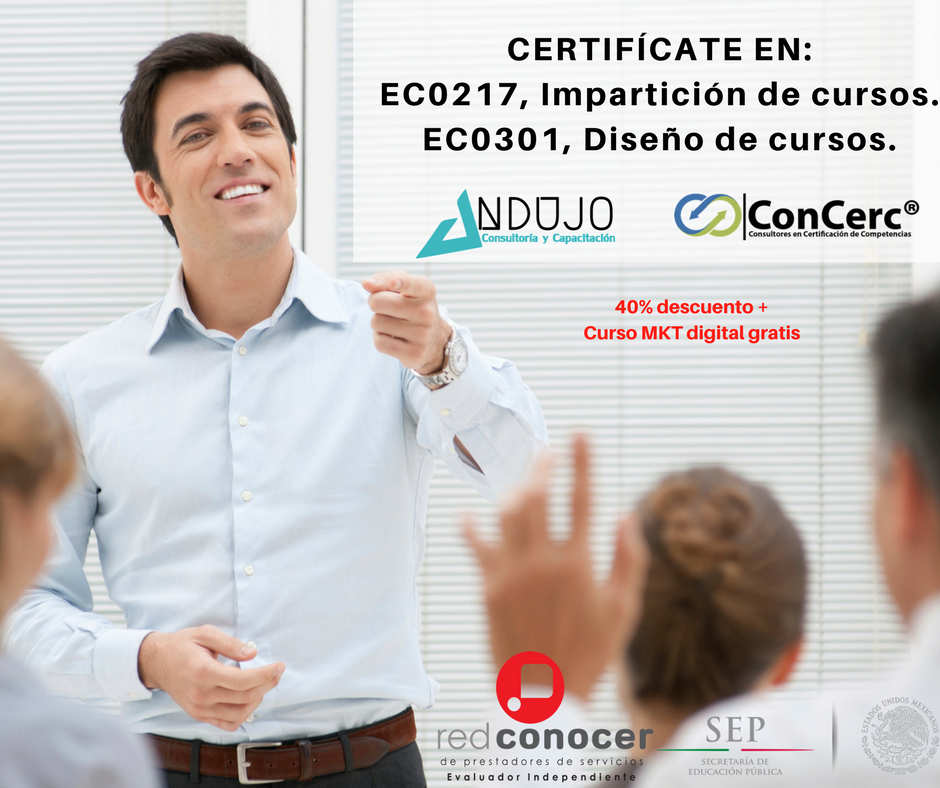 CERTIFÍCATE EN:
EC0217, Impartición de cursos.
EC0301, Diseño de cursos.
ANDUJO
Consultoría y Capacitación
ConCerc®
Consultores en Certificación de Competencias
40% descuento +
Curso MKT digital gratis
red conocer
de prestadores de servicios
Evaluador Independiente
SEP
SECRETARÍA DE
EDUCACIÓN PÚBLICA
ESTADOS UNIDOS MEXICANOS